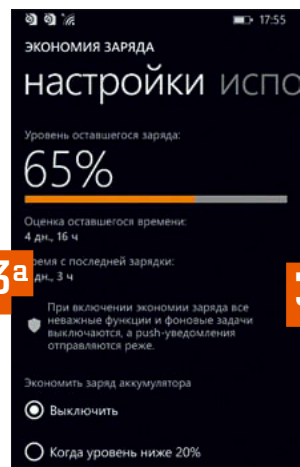 17:55
ЭКОНОМИЯ ЗАРЯДА
настройки испо
Уровень оставшегося заряда:
65%
Оценка оставшегося времени:
4 дн., 16 ч
3а
ремя с последней зарядки:
дн., 3 ч
При включении экономии заряда все
неважные функции и фоновые задачи
выключаются, а push-уведомления
отправляются реже.
Экономить заряд аккумулятора
Выключить
Когда уровень ниже 20%